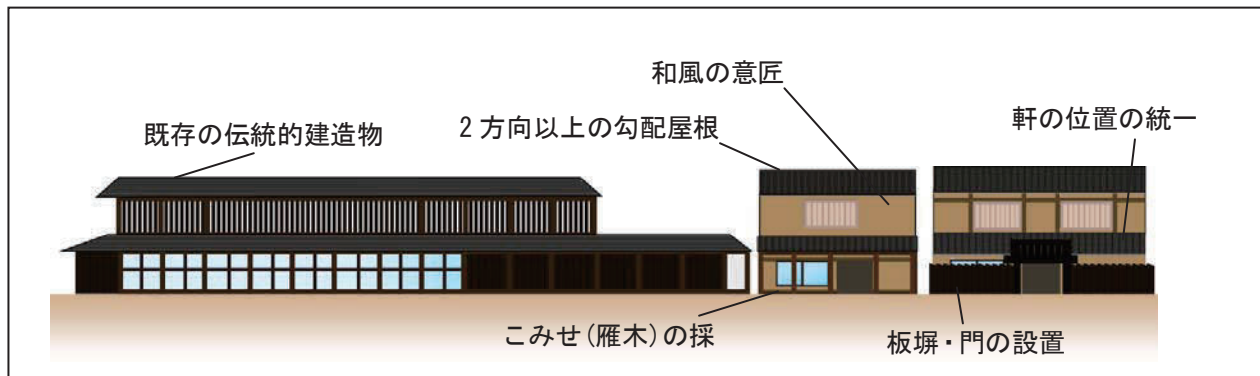 和風の意匠
2方向以上の勾配屋根
軒の位置の統一
既存の伝統的建造物
こみせ(雁木)の採
板塀・門の設置